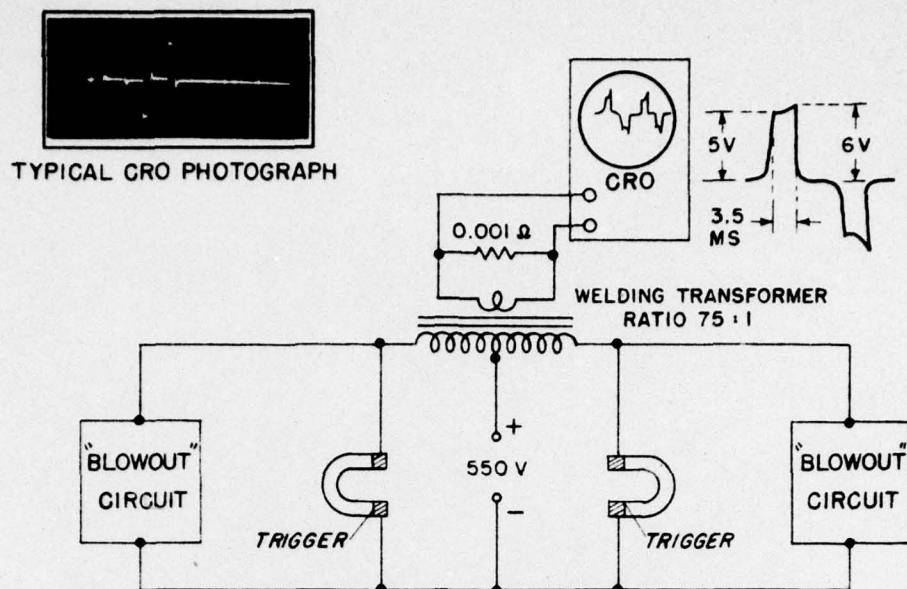 TYPICAL CRO PHOTOGRAPH
CRO
5V
6V
3.5
MS
0.001 Ω
WELDING TRANSFORMER
RATIO 75:1
"BLOWOUT"
CIRCUIT
+
550 V
−
TRIGGER
TRIGGER
"BLOWOUT"
CIRCUIT